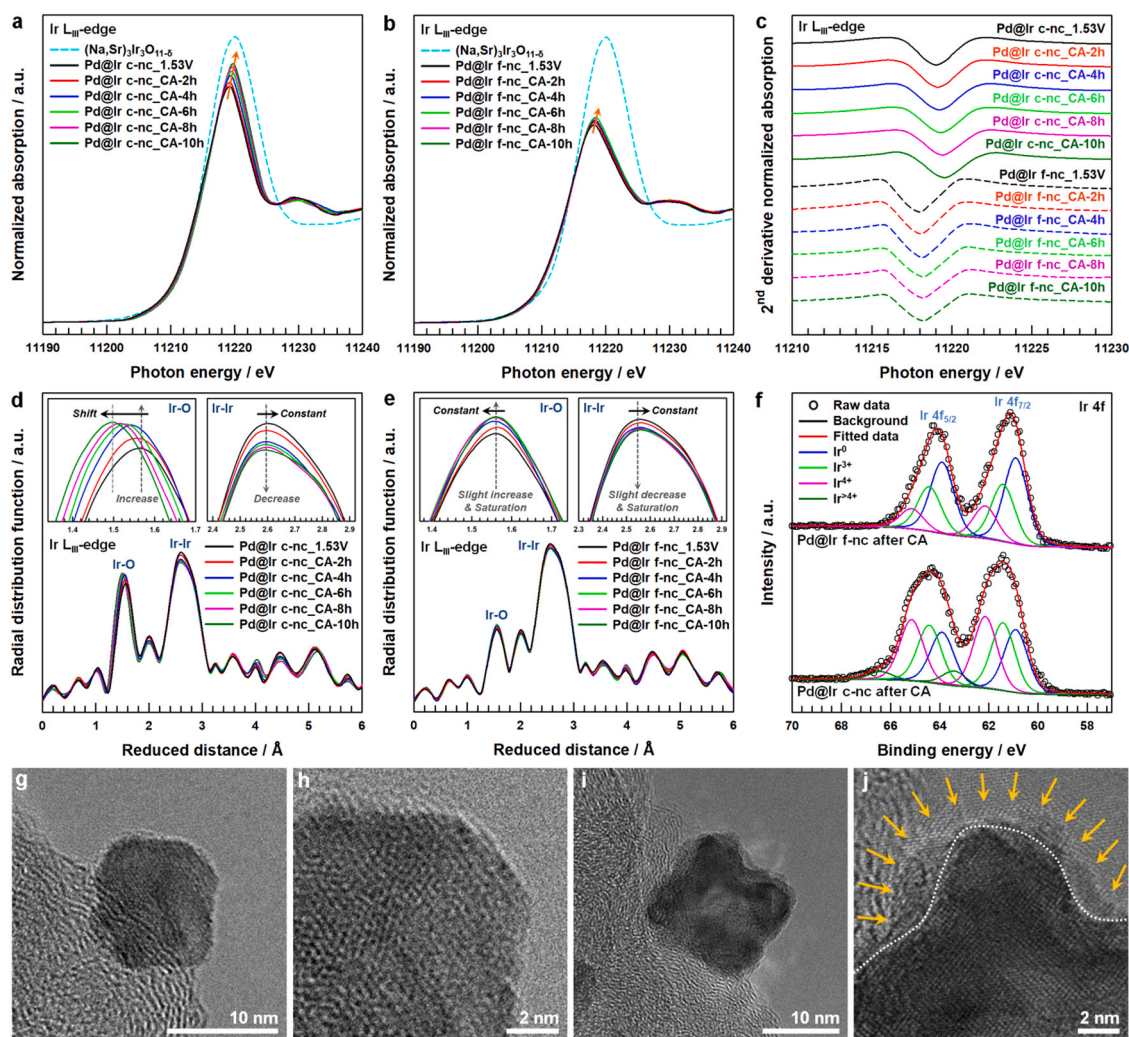 a
Ir L_III-edge
(Na,Sr)₃Ir₃O₁₁₋δ
Pd@Ir c-nc_1.53V
Pd@Ir c-nc_CA-2h
Pd@Ir c-nc_CA-4h
Pd@Ir c-nc_CA-6h
Pd@Ir c-nc_CA-8h
Pd@Ir c-nc_CA-10h
Normalized absorption / a.u.
11190 11200 11210 11220 11230 11240
Photon energy / eV
b
Ir L_III-edge
(Na,Sr)₃Ir₃O₁₁₋δ
Pd@Ir f-nc_1.53V
Pd@Ir f-nc_CA-2h
Pd@Ir f-nc_CA-4h
Pd@Ir f-nc_CA-6h
Pd@Ir f-nc_CA-8h
Pd@Ir f-nc_CA-10h
Normalized absorption / a.u.
11190 11200 11210 11220 11230 11240
Photon energy / eV
c
Ir L_III-edge
Pd@Ir c-nc_1.53V
Pd@Ir c-nc_CA-2h
Pd@Ir c-nc_CA-4h
Pd@Ir c-nc_CA-6h
Pd@Ir c-nc_CA-8h
Pd@Ir c-nc_CA-10h
Pd@Ir f-nc_1.53V
Pd@Ir f-nc_CA-2h
Pd@Ir f-nc_CA-4h
Pd@Ir f-nc_CA-6h
Pd@Ir f-nc_CA-8h
Pd@Ir f-nc_CA-10h
2nd derivative normalized absorption
11210 11215 11220 11225 11230
Photon energy / eV
d
Shift
Ir-O
Increase
1.4 1.5 1.6 1.7
Ir-Ir
Constant
Decrease
2.5 2.6 2.7 2.8 2.9
Ir L_III-edge
Ir-O
Ir-Ir
Pd@Ir c-nc_1.53V
Pd@Ir c-nc_CA-2h
Pd@Ir c-nc_CA-4h
Pd@Ir c-nc_CA-6h
Pd@Ir c-nc_CA-8h
Pd@Ir c-nc_CA-10h
Radial distribution function / a.u.
0 1 2 3 4 5 6
Reduced distance / Å
e
Constant
Ir-O
Slight increase
& Saturation
1.4 1.5 1.6 1.7
Ir-Ir
Constant
Slight decrease
& Saturation
2.4 2.5 2.6 2.7 2.8 2.9
Ir L_III-edge
Ir-O
Ir-Ir
Pd@Ir f-nc_1.53V
Pd@Ir f-nc_CA-2h
Pd@Ir f-nc_CA-4h
Pd@Ir f-nc_CA-6h
Pd@Ir f-nc_CA-8h
Pd@Ir f-nc_CA-10h
Radial distribution function / a.u.
0 1 2 3 4 5 6
Reduced distance / Å
f
Raw data
Background
Fitted data
Ir⁰
Ir³⁺
Ir⁴⁺
Ir^>4+
Ir 4f₅/₂
Ir 4f₇/₂
Ir 4f
Pd@Ir f-nc after CA
Pd@Ir c-nc after CA
Intensity / a.u.
70 68 66 64 62 60 58
Binding energy / eV
g
10 nm
h
2 nm
i
10 nm
j
2 nm